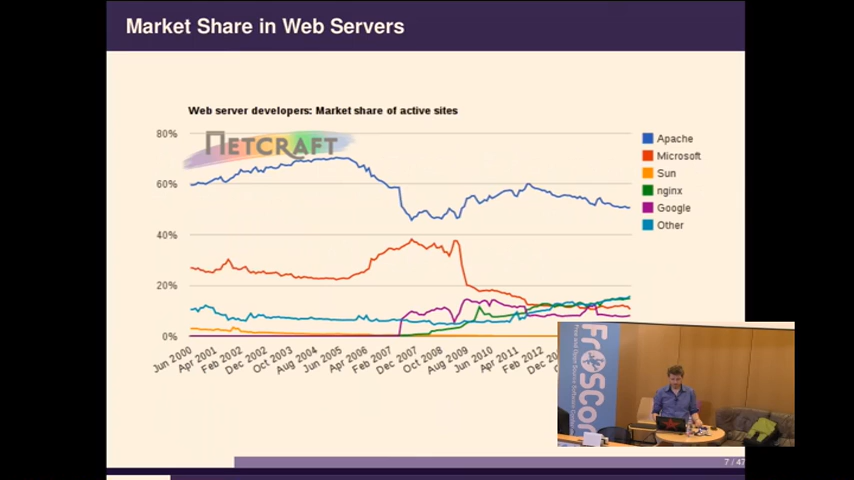 Market Share in Web Servers
Web server developers: Market share of active sites
NETCRAFT
80%
60%
40%
20%
0%
Apache
Microsoft
Sun
nginx
Google
Other
Jun 2000
Apr 2001
Feb 2002
Dec 2002
Oct 2003
Aug 2004
Jun 2005
Apr 2006
Feb 2007
Dec 2007
Oct 2008
Aug 2009
Jun 2010
Apr 2011
Feb 2012
FrOSCon
7 / 47